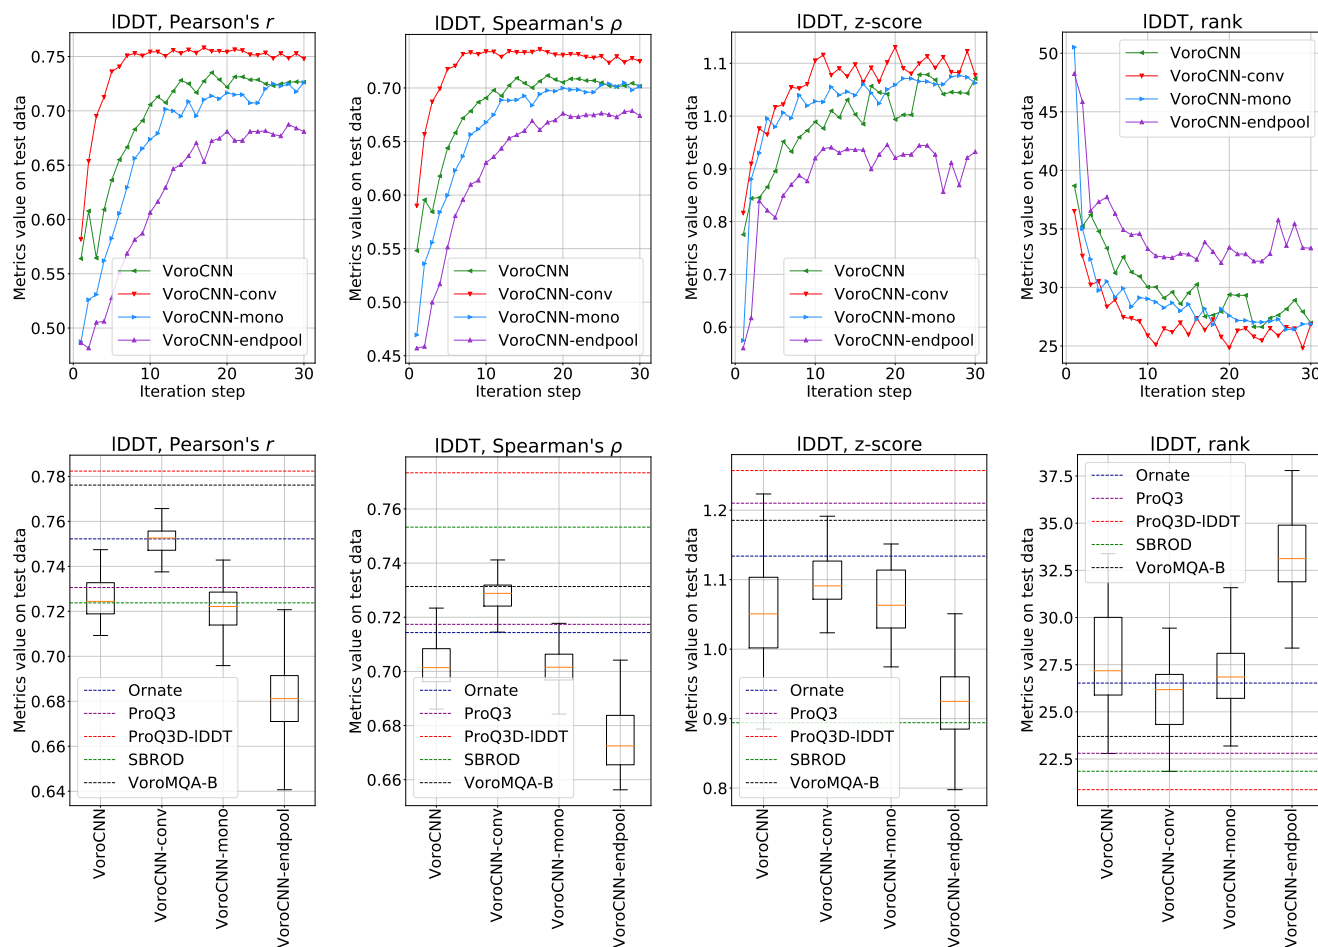 lDDT, Pearson's r
Metrics value on test data
0.75
0.70
0.65
0.60
0.55
0.50
VoroCNN
VoroCNN-conv
VoroCNN-mono
VoroCNN-endpool
0
10
20
30
Iteration step
lDDT, Spearman's ρ
Metrics value on test data
0.70
0.65
0.60
0.55
0.50
0.45
VoroCNN
VoroCNN-conv
VoroCNN-mono
VoroCNN-endpool
0
10
20
30
Iteration step
lDDT, z-score
Metrics value on test data
1.1
1.0
0.9
0.8
0.7
0.6
VoroCNN
VoroCNN-conv
VoroCNN-mono
VoroCNN-endpool
0
10
20
30
Iteration step
lDDT, rank
Metrics value on test data
50
45
40
35
30
25
VoroCNN
VoroCNN-conv
VoroCNN-mono
VoroCNN-endpool
0
10
20
30
Iteration step
lDDT, Pearson's r
Metrics value on test data
0.78
0.76
0.74
0.72
0.70
0.68
0.66
0.64
Ornate
ProQ3
ProQ3D-lDDT
SBROD
VoroMQA-B
VoroCNN
VoroCNN-conv
VoroCNN-mono
VoroCNN-endpool
lDDT, Spearman's ρ
Metrics value on test data
0.76
0.74
0.72
0.70
0.68
0.66
Ornate
ProQ3
ProQ3D-lDDT
SBROD
VoroMQA-B
VoroCNN
VoroCNN-conv
VoroCNN-mono
VoroCNN-endpool
lDDT, z-score
Metrics value on test data
1.2
1.1
1.0
0.9
0.8
Ornate
ProQ3
ProQ3D-lDDT
SBROD
VoroMQA-B
VoroCNN
VoroCNN-conv
VoroCNN-mono
VoroCNN-endpool
lDDT, rank
Metrics value on test data
37.5
35.0
32.5
30.0
27.5
25.0
22.5
Ornate
ProQ3
ProQ3D-lDDT
SBROD
VoroMQA-B
VoroCNN
VoroCNN-conv
VoroCNN-mono
VoroCNN-endpool